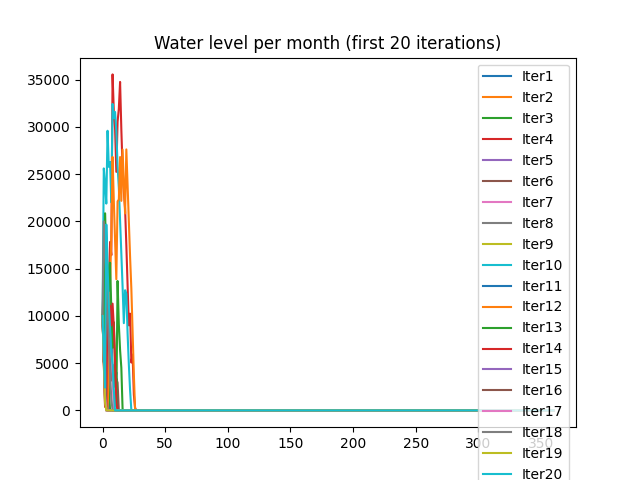 Water level per month (first 20 iterations)
35000
30000
25000
20000
15000
10000
5000
0
0
50
100
150
200
250
300
350
Iter1
Iter2
Iter3
Iter4
Iter5
Iter6
Iter7
Iter8
Iter9
Iter10
Iter11
Iter12
Iter13
Iter14
Iter15
Iter16
Iter17
Iter18
Iter19
Iter20